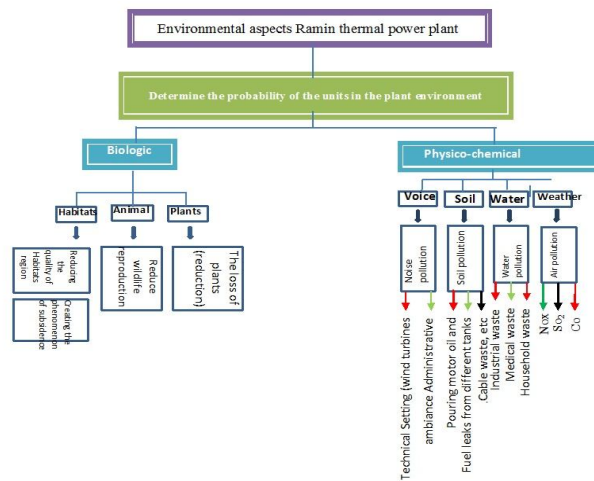 Environmental aspects Ramin thermal power plant
Determine the probability of the units in the plant environment
Biologic
Physico-chemical
Habitats
Animal
Plants
Voice
Soil
Water
Weather
Reducing
the
quality of
Habitats
region
Creating the
phenomenon
of subsidence
Reduce
wildlife
reproduction
The loss of
plants
(reduction)
Noise
pollution
Soil pollution
Water
pollution
Air pollution
Technical Setting (wind turbines
ambiance Administrative
Pouring motor oil and
Fuel leaks from different tanks
.Cable waste, etc
Industrial waste
Medical waste
Household waste
Nox
So₂
Co